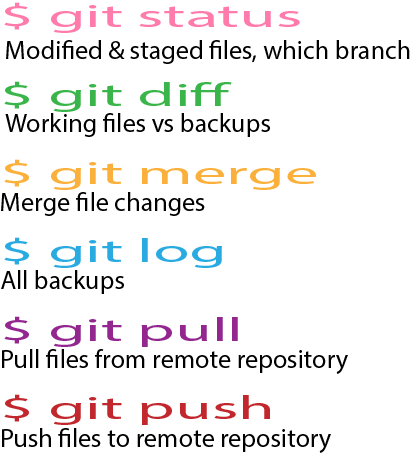 $ git status
Modified & staged files, which branch
$ git diff
Working files vs backups
$ git merge
Merge file changes
$ git log
All backups
$ git pull
Pull files from remote repository
$ git push
Push files to remote repository